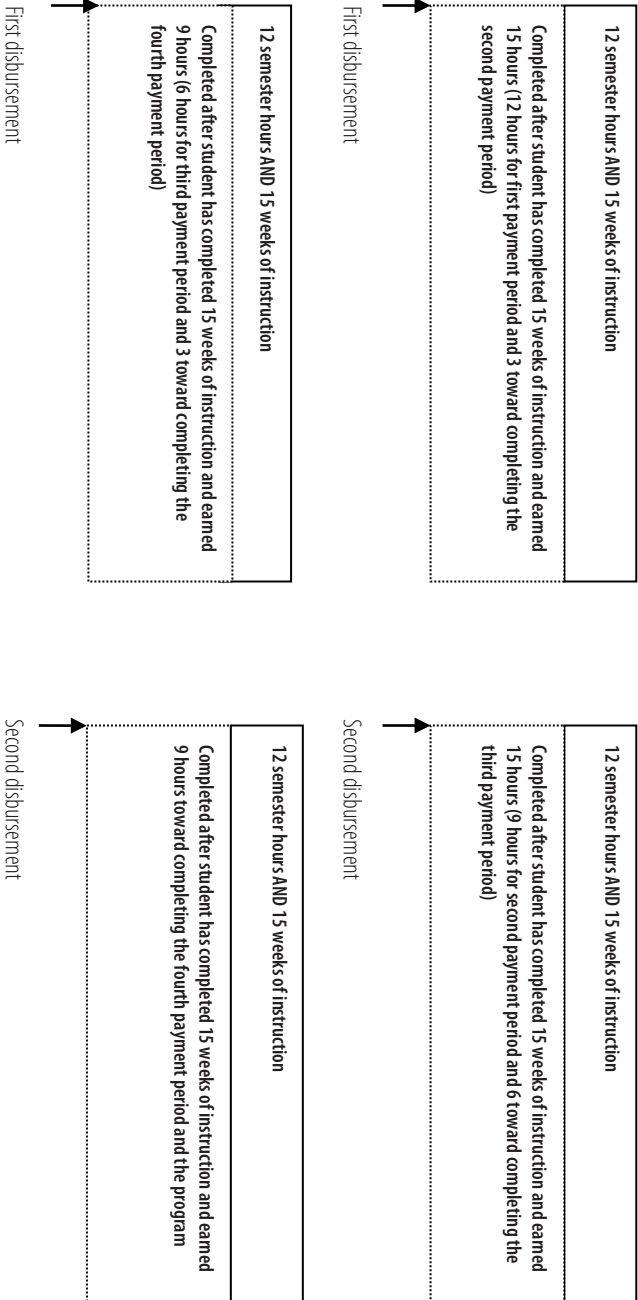 12 semester hours AND 15 weeks of instruction
Completed after student has completed 15 weeks of instruction and earned
15 hours (12 hours for first payment period and 3 toward completing the
second payment period)
First disbursement
12 semester hours AND 15 weeks of instruction
Completed after student has completed 15 weeks of instruction and earned
15 hours (9 hours for second payment period and 6 toward completing the
third payment period)
Second disbursement
12 semester hours AND 15 weeks of instruction
Completed after student has completed 15 weeks of instruction and earned
9 hours (6 hours for third payment period and 3 toward completing the
fourth payment period)
First disbursement
12 semester hours AND 15 weeks of instruction
Completed after student has completed 15 weeks of instruction and earned
9 hours toward completing the fourth payment period and the program
Second disbursement